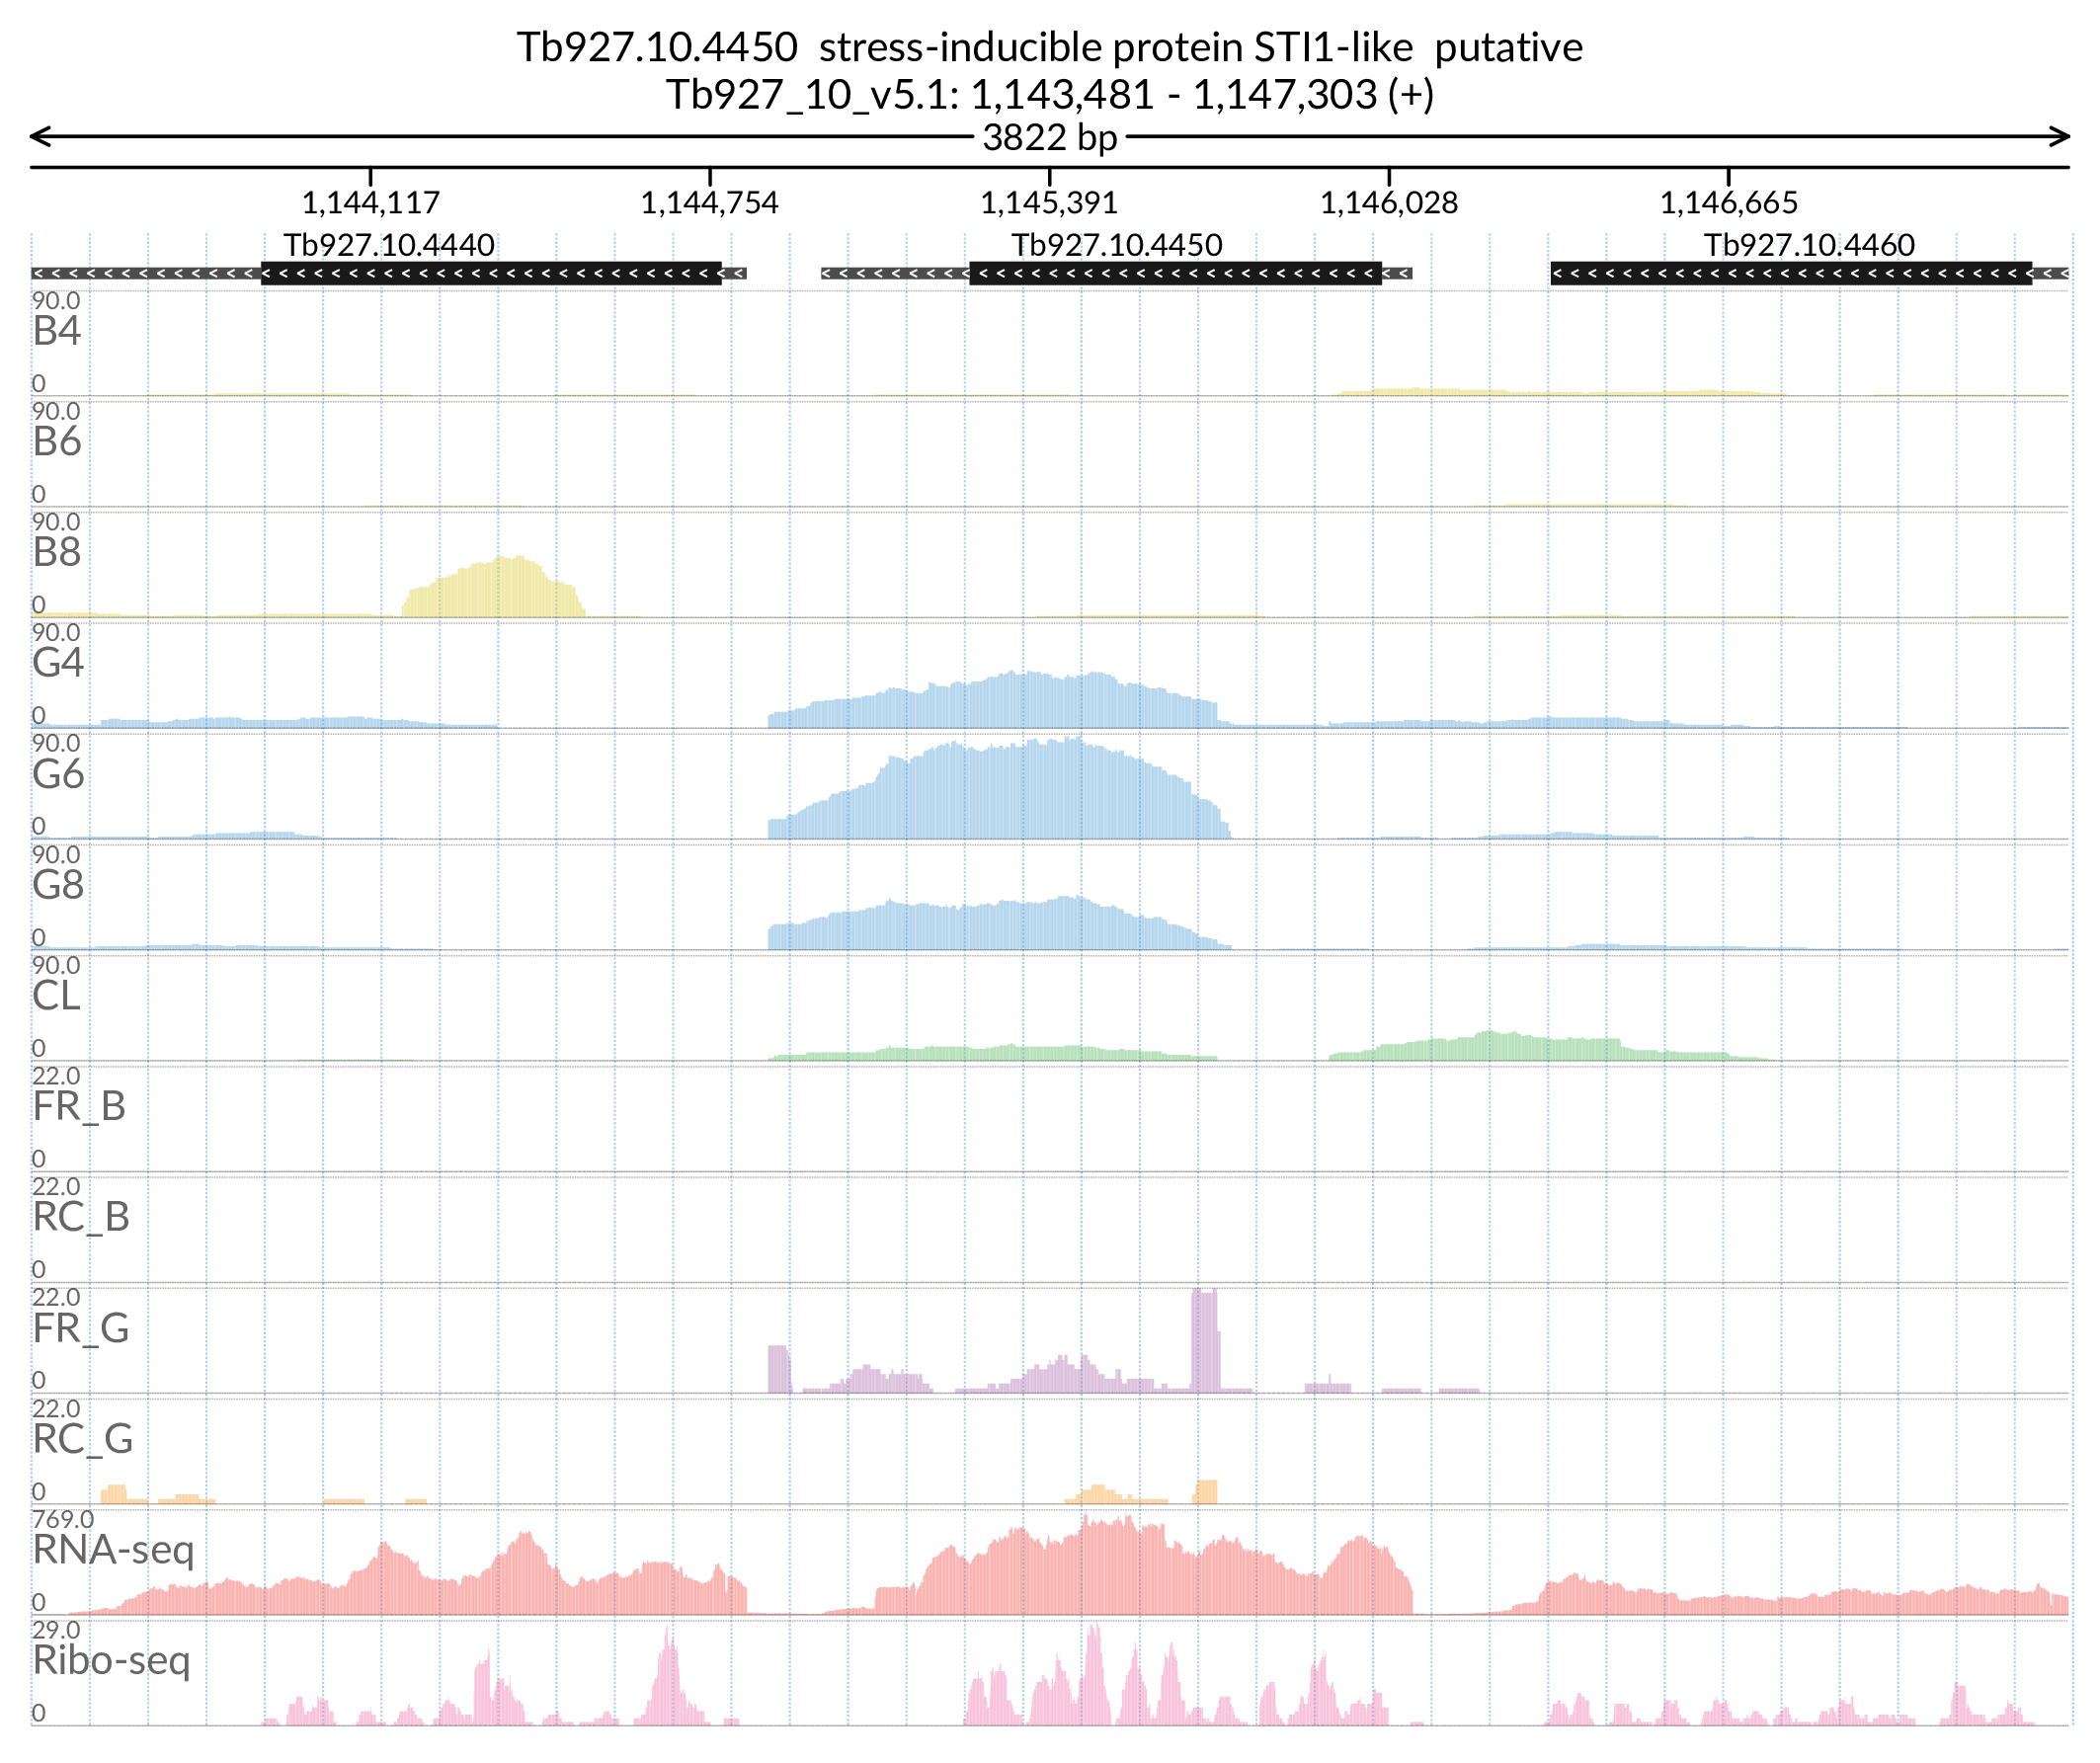 Tb927.10.4450  stress-inducible protein STI1-like  putative
Tb927_10_v5.1: 1,143,481 - 1,147,303 (+)
3822 bp
1,144,117 1,144,754 1,145,391 1,146,028 1,146,665
Tb927.10.4440 Tb927.10.4450 Tb927.10.4460
90.0
B4
0
90.0
B6
0
90.0
B8
0
90.0
G4
0
90.0
G6
0
90.0
G8
0
90.0
CL
0
22.0
FR_B
0
22.0
RC_B
0
22.0
FR_G
0
22.0
RC_G
0
769.0
RNA-seq
0
29.0
Ribo-seq
0